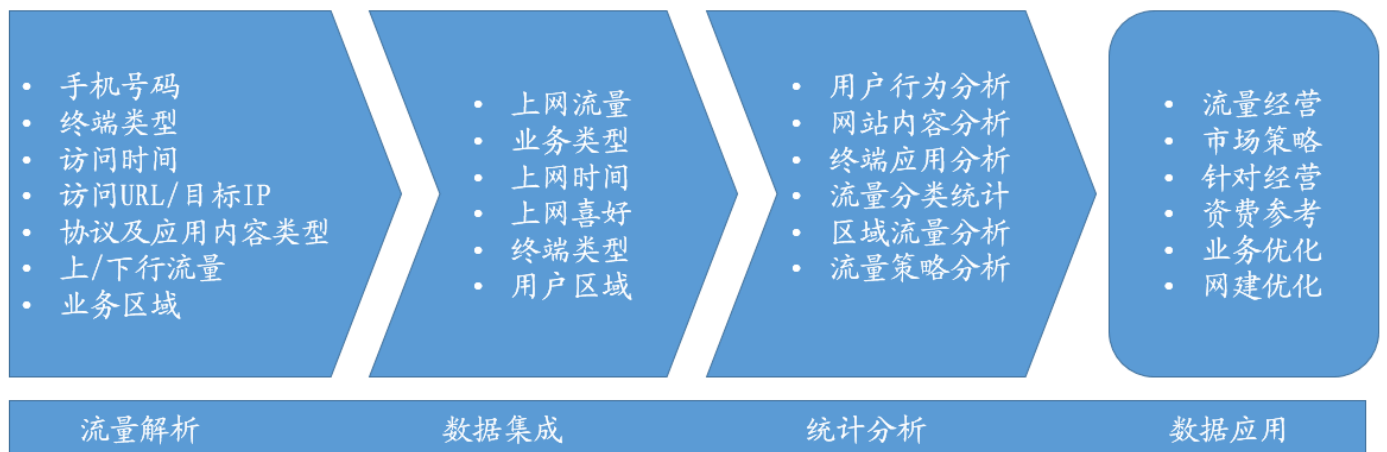 手机号码
终端类型
访问时间
访问URL/目标IP
协议及应用内容类型
上/下行流量
业务区域
上网流量
业务类型
上网时间
上网喜好
终端类型
用户区域
用户行为分析
网站内容分析
终端应用分析
流量分类统计
区域流量分析
流量策略分析
流量经营
市场策略
针对经营
资费参考
业务优化
网建优化
流量解析
数据集成
统计分析
数据应用